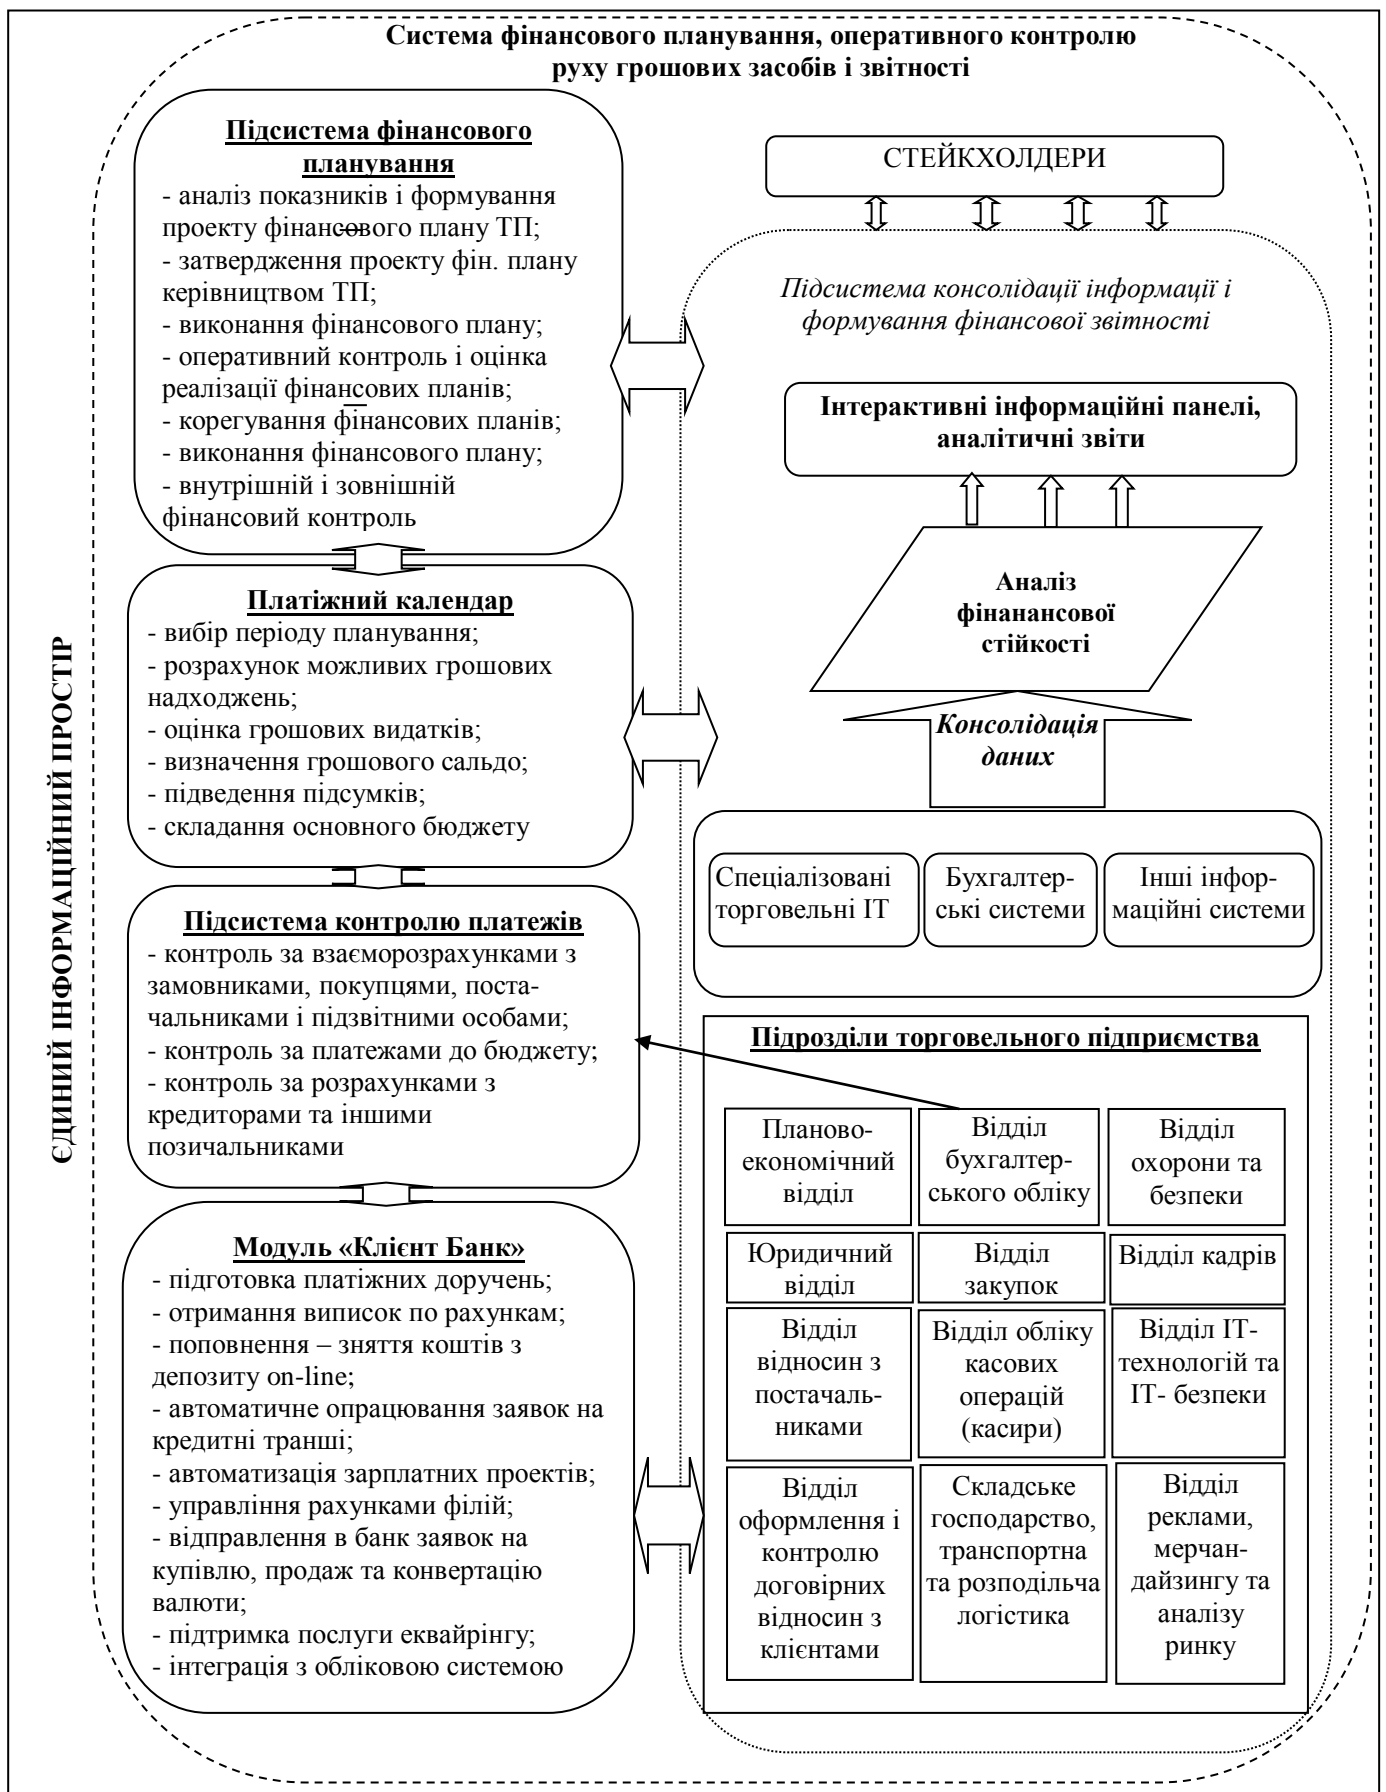 Система фінансового планування, оперативного контролю
руху грошових засобів і звітності
ЄДИНИЙ ІНФОРМАЦІЙНИЙ ПРОСТІР
Підсистема фінансового
планування
- аналіз показників і формування
проекту фінансового плану ТП;
- затвердження проекту фін. плану
керівництвом ТП;
- виконання фінансового плану;
- оперативний контроль і оцінка
реалізації фінансових планів;
- корегування фінансових планів;
- виконання фінансового плану;
- внутрішній і зовнішній
фінансовий контроль
Платіжний календар
- вибір періоду планування;
- розрахунок можливих грошових
надходжень;
- оцінка грошових видатків;
- визначення грошового сальдо;
- підведення підсумків;
- складання основного бюджету
Підсистема контролю платежів
- контроль за взаєморозрахунками з
замовниками, покупцями, поста-
чальниками і підзвітними особами;
- контроль за платежами до бюджету;
- контроль за розрахунками з
кредиторами та іншими
позичальниками
Модуль «Клієнт Банк»
- підготовка платіжних доручень;
- отримання виписок по рахункам;
- поповнення – зняття коштів з
депозиту on-line;
- автоматичне опрацювання заявок на
кредитні транші;
- автоматизація зарплатних проектів;
- управління рахунками філій;
- відправлення в банк заявок на
купівлю, продаж та конвертацію
валюти;
- підтримка послуги еквайрінгу;
- інтеграція з обліковою системою
СТЕЙКХОЛДЕРИ
Підсистема консолідації інформації і
формування фінансової звітності
Інтерактивні інформаційні панелі,
аналітичні звіти
Аналіз
фінанансової
стійкості
Консолідація
даних
Спеціалізовані
торговельні ІТ
Бухгалтер-
ські системи
Інші інфор-
маційні системи
Підрозділи торговельного підприємства
Планово-
економічний
відділ
Відділ
бухгалтер-
ського обліку
Відділ
охорони та
безпеки
Юридичний
відділ
Відділ
закупок
Відділ кадрів
Відділ
відносин з
постачаль-
никами
Відділ обліку
касових
операцій
(касири)
Відділ ІТ-
технологій та
ІТ- безпеки
Відділ
оформлення і
контролю
договірних
відносин з
клієнтами
Складське
господарство,
транспортна
та розподільча
логістика
Відділ
реклами,
мерчан-
дайзингу та
аналізу
ринку